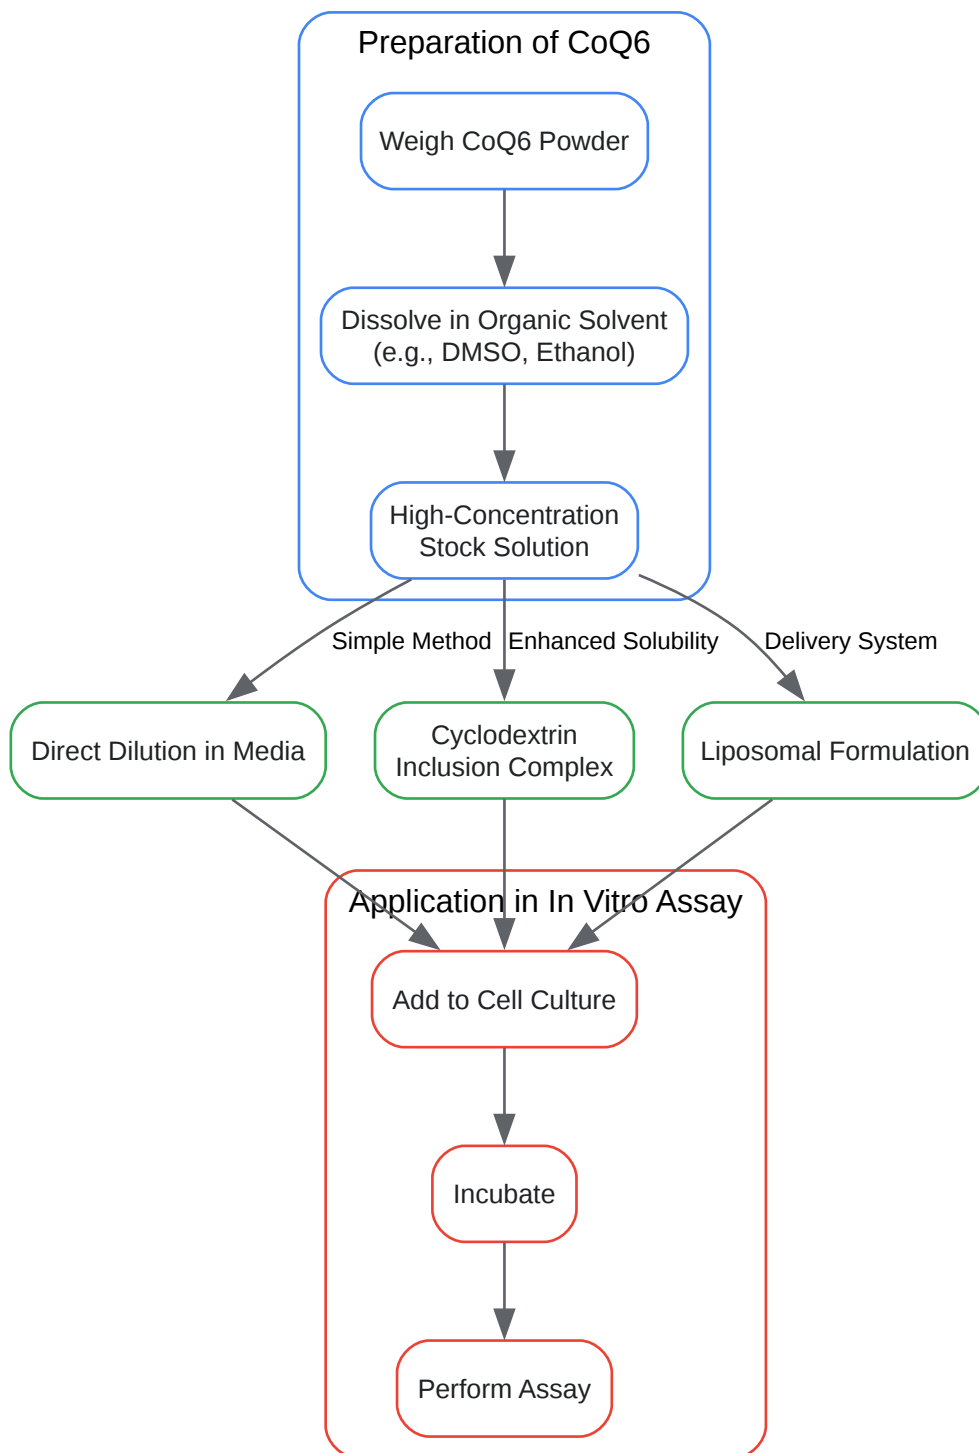 Preparation of CoQ6
Weigh CoQ6 Powder
Dissolve in Organic Solvent
(e.g., DMSO, Ethanol)
High-Concentration
Stock Solution
Simple Method
Enhanced Solubility
Delivery System
Direct Dilution in Media
Cyclodextrin
Inclusion Complex
Liposomal Formulation
Application in In Vitro Assay
Add to Cell Culture
Incubate
Perform Assay